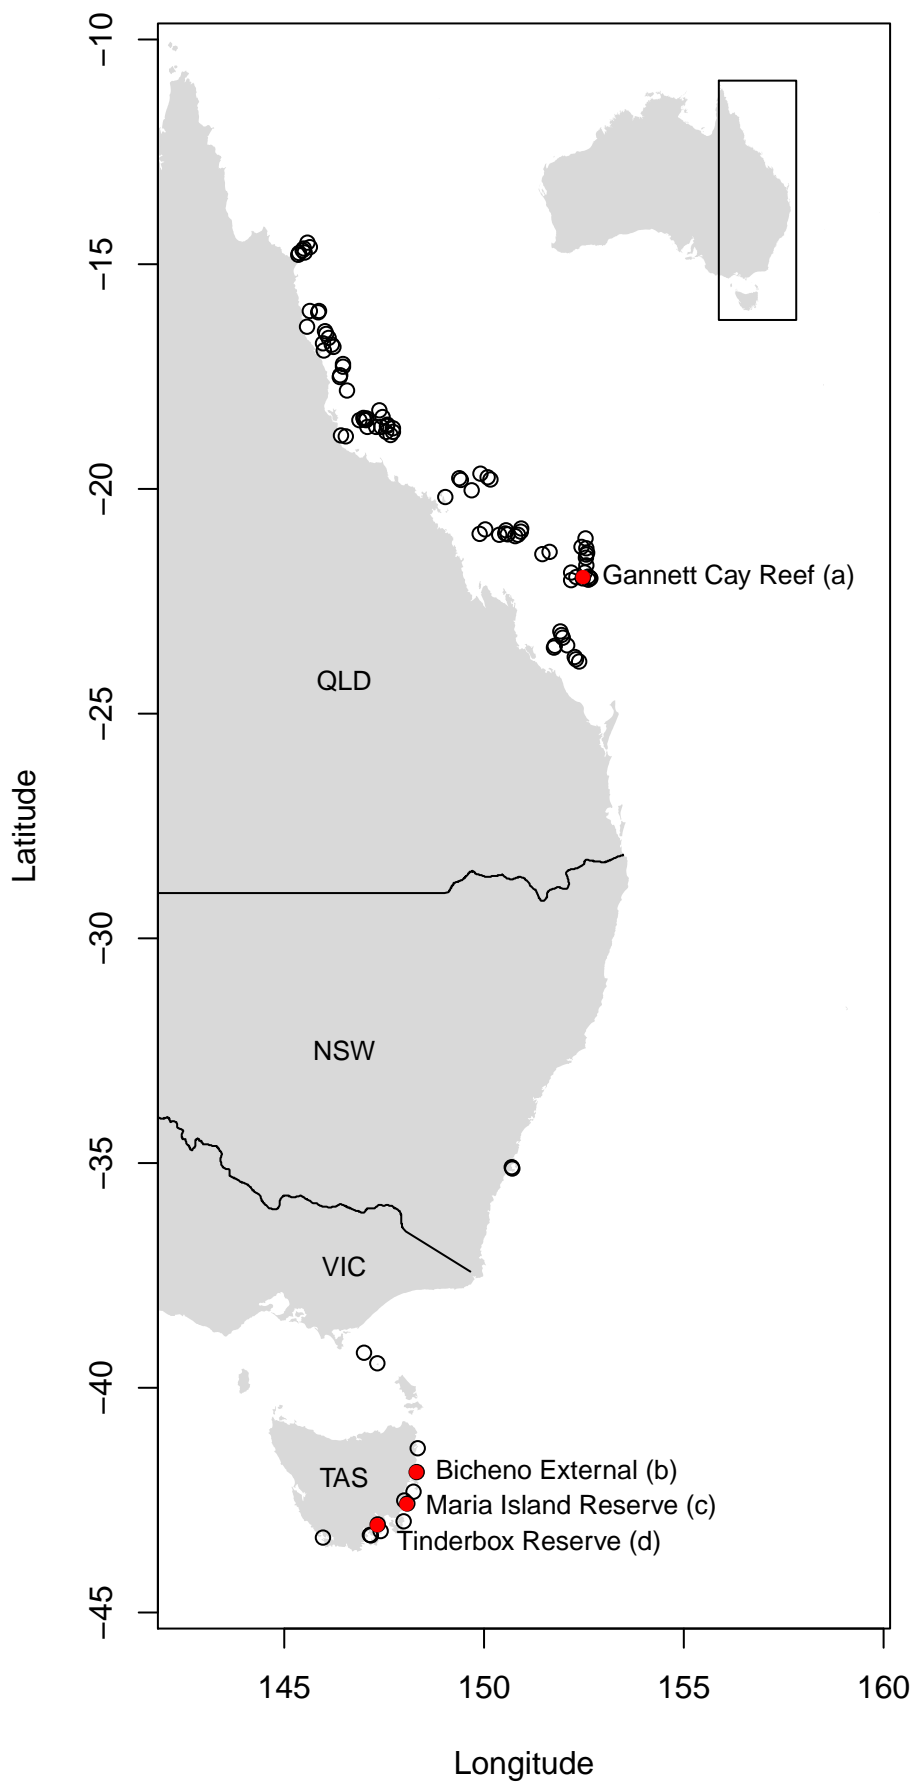 −10
−15
−20
−25
−30
−35
−40
−45
Latitude
Gannett Cay Reef (a)
QLD
NSW
VIC
TAS
Bicheno External (b)
Maria Island Reserve (c)
Tinderbox Reserve (d)
145 150 155 160
Longitude